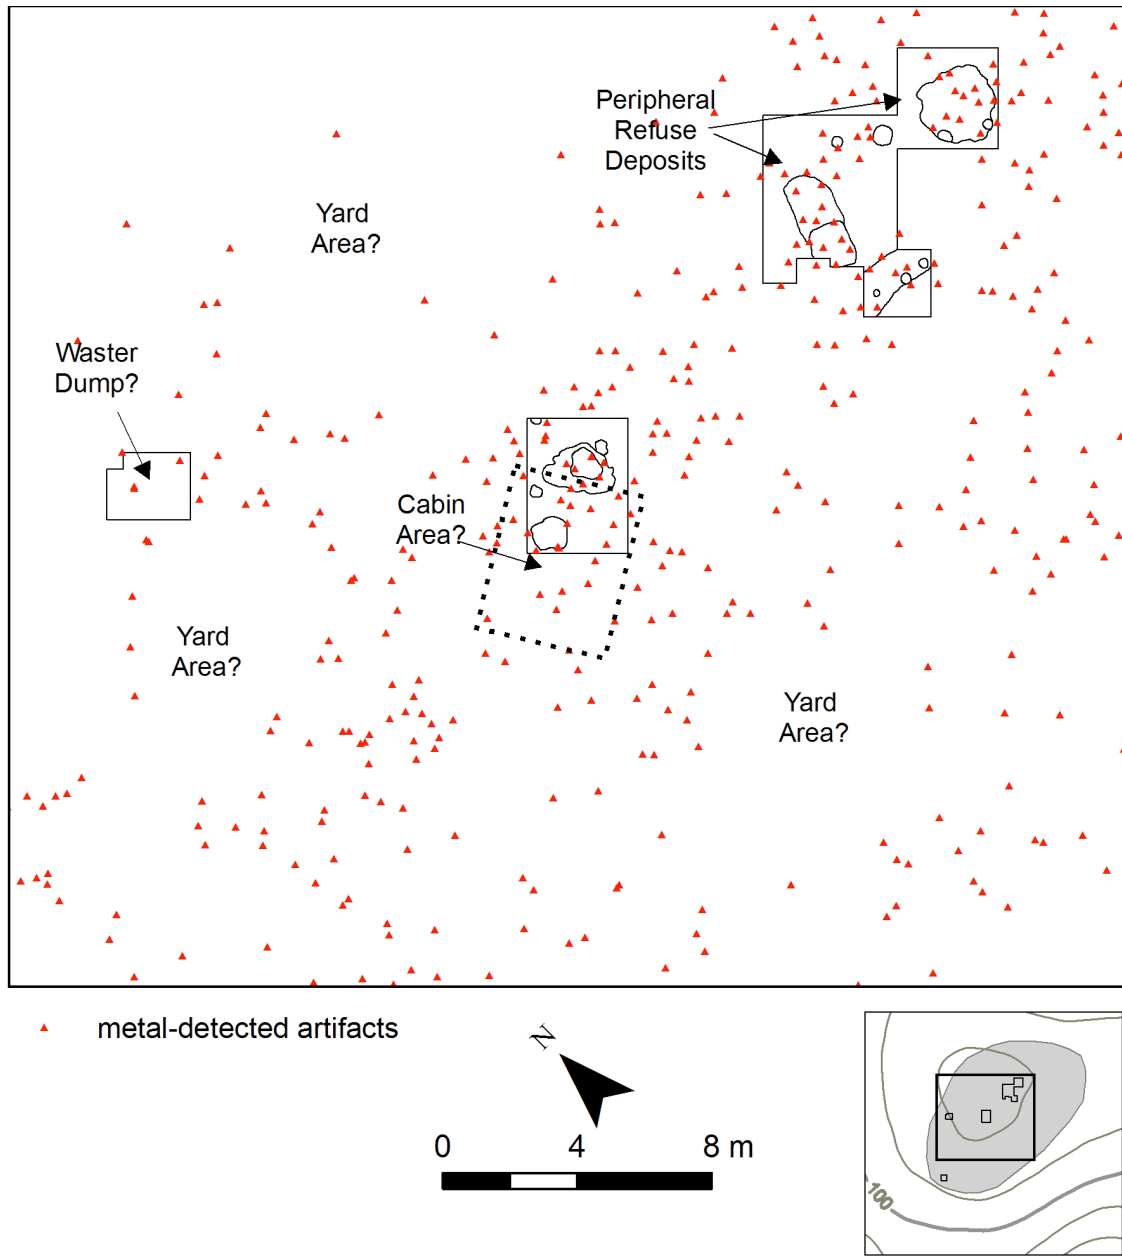 Peripheral
Refuse
Deposits
Yard
Area?
Waster
Dump?
Cabin
Area?
Yard
Area?
Yard
Area?
metal-detected artifacts
N
0 4 8 m
100